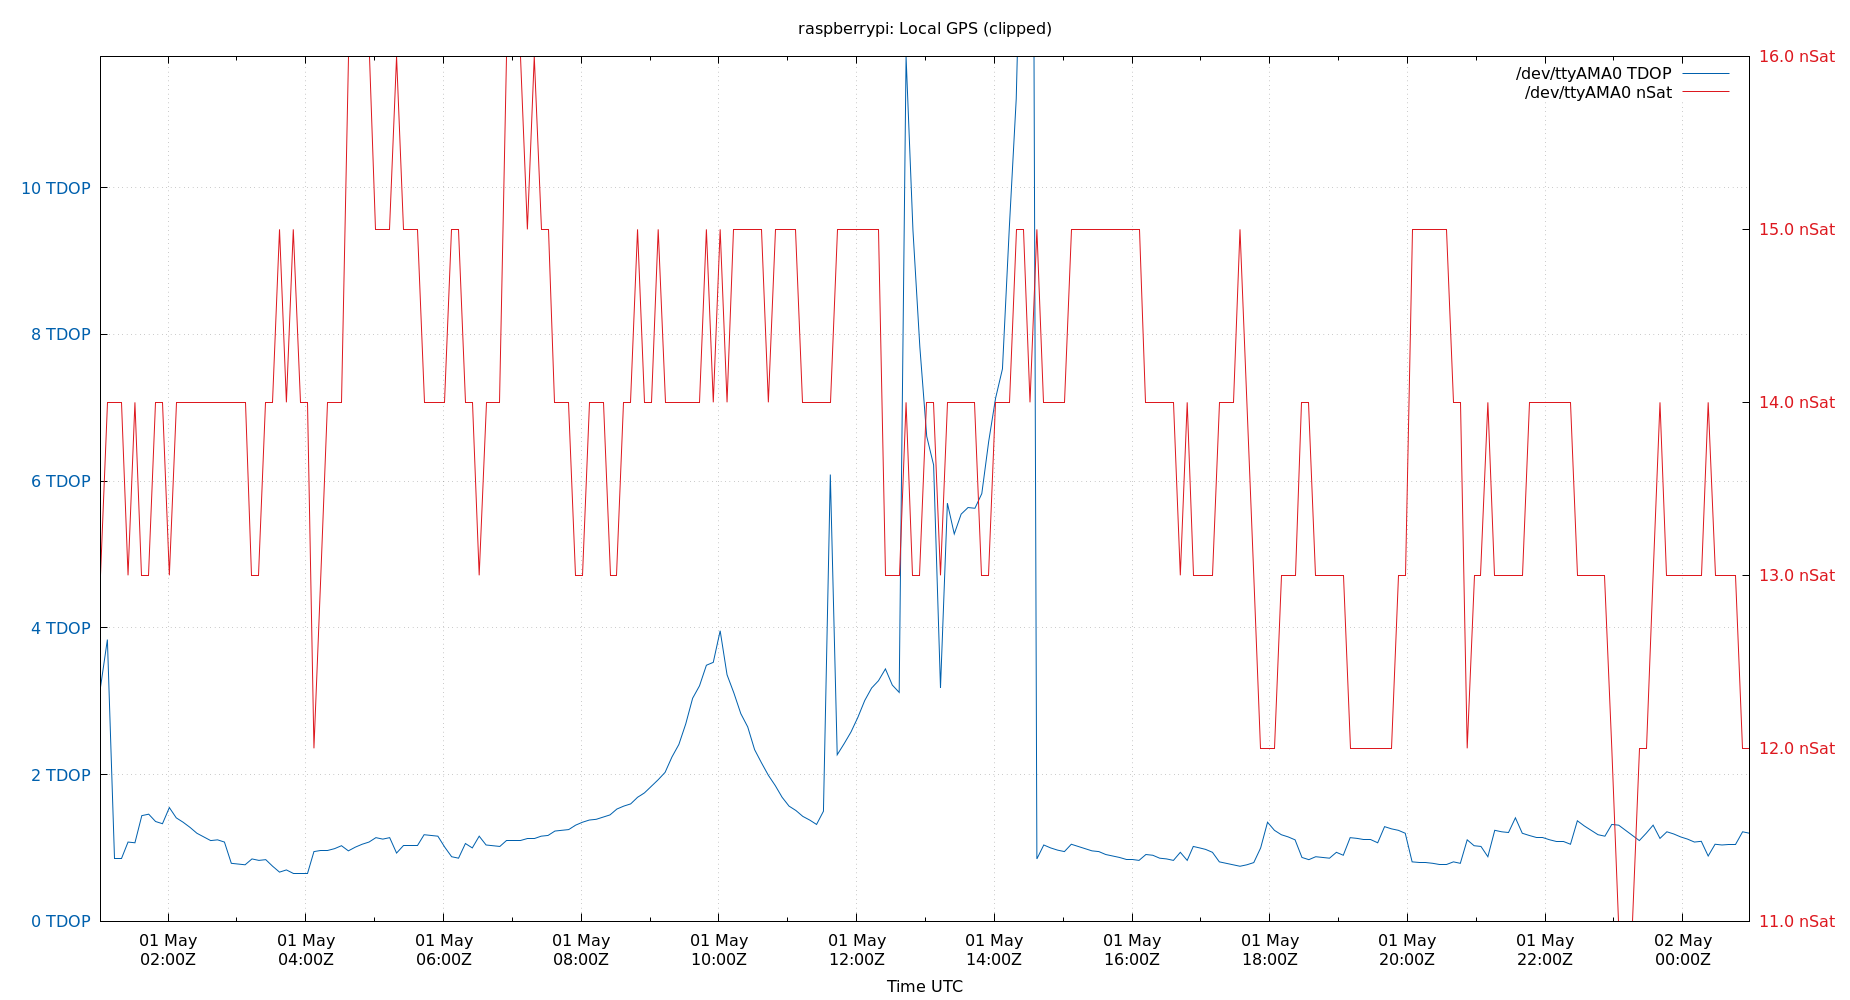 raspberrypi: Local GPS (clipped)
/dev/ttyAMA0 TDOP
/dev/ttyAMA0 nSat
10 TDOP
8 TDOP
6 TDOP
4 TDOP
2 TDOP
0 TDOP
16.0 nSat
15.0 nSat
14.0 nSat
13.0 nSat
12.0 nSat
11.0 nSat
01 May 01 May 01 May 01 May 01 May 01 May 01 May 01 May 01 May 01 May 01 May 02 May
02:00Z 04:00Z 06:00Z 08:00Z 10:00Z 12:00Z 14:00Z 16:00Z 18:00Z 20:00Z 22:00Z 00:00Z
Time UTC